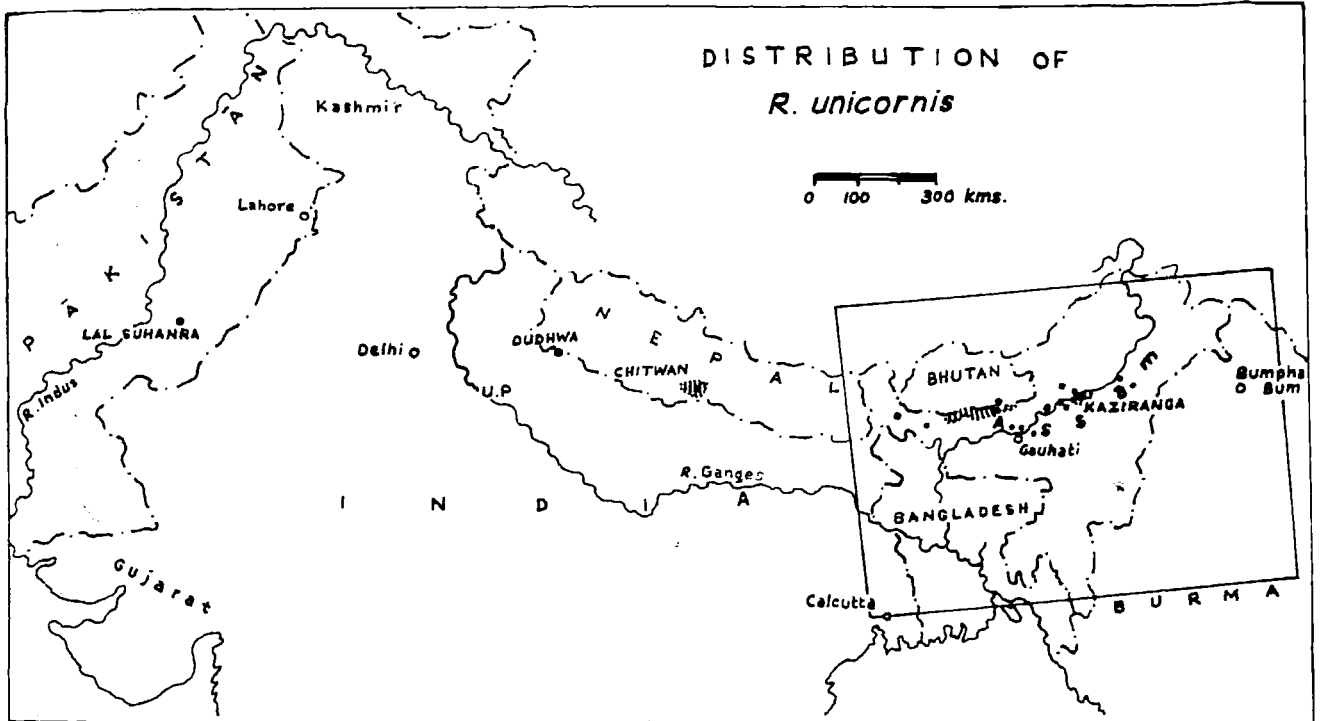 DISTRIBUTION OF
R. unicornis
0 100 300 kms.
Kashmir
PAKISTAN
Lahore
LAL SUHANRA
R. Indus
Delhi
DUDHWA
NEPAL
CHITWAN
U.P
BHUTAN
KAZIRANGA
Bumpha
Bum
Gauhati
R. Ganges
INDIA
BANGLADESH
Gujarat
Calcutta
BURMA